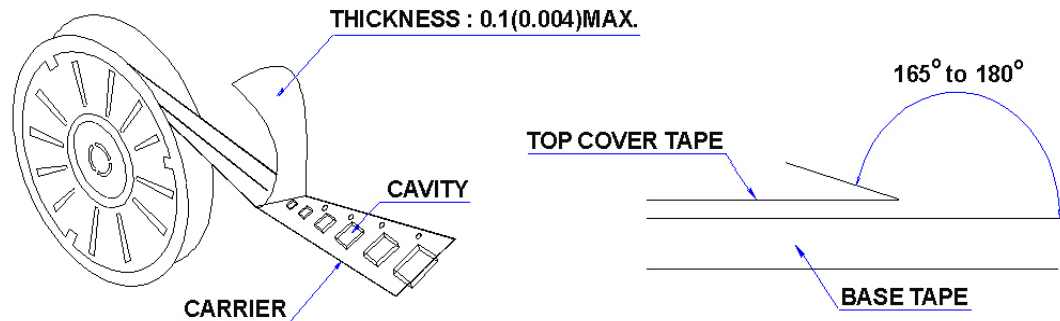 THICKNESS : 0.1(0.004)MAX.
165° to 180°
TOP COVER TAPE
CAVITY
CARRIER
BASE TAPE